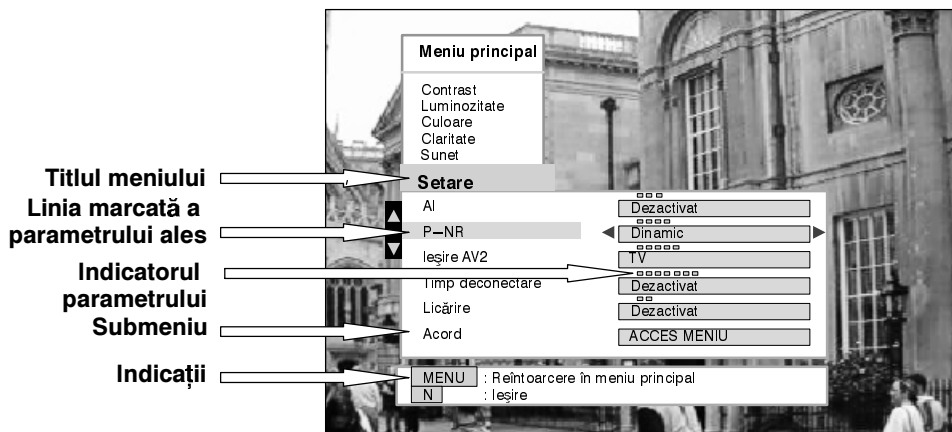 Meniu principal
Contrast
Luminozitate
Culoare
Claritate
Sunet
Titlul meniului
Setare
Linia marcată a
parametrului ales
AI
Dezactivat
P–NR
Dinamic
Ieşire AV2
TV
Indicatorul
parametrului
Timp deconectare
Dezactivat
Licărire
Dezactivat
Submeniu
Acord
ACCES MENIU
Indicaţii
MENU : Reîntoarcere în meniu principal
N : Ieşire